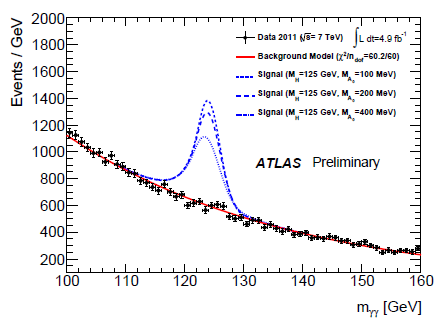 Events / GeV
2000
1800
1600
1400
1200
1000
800
600
400
200
Data 2011 √s= 7 TeV) ∫L dt=4.9 fb⁻¹
Background Model (χ²/n_dof=60.2/60)
Signal (M_H=125 GeV, M_A₀=100 MeV)
Signal (M_H=125 GeV, M_A₀=200 MeV)
Signal (M_H=125 GeV, M_A₀=400 MeV)
ATLAS Preliminary
100 110 120 130 140 150 160
m_γγ [GeV]